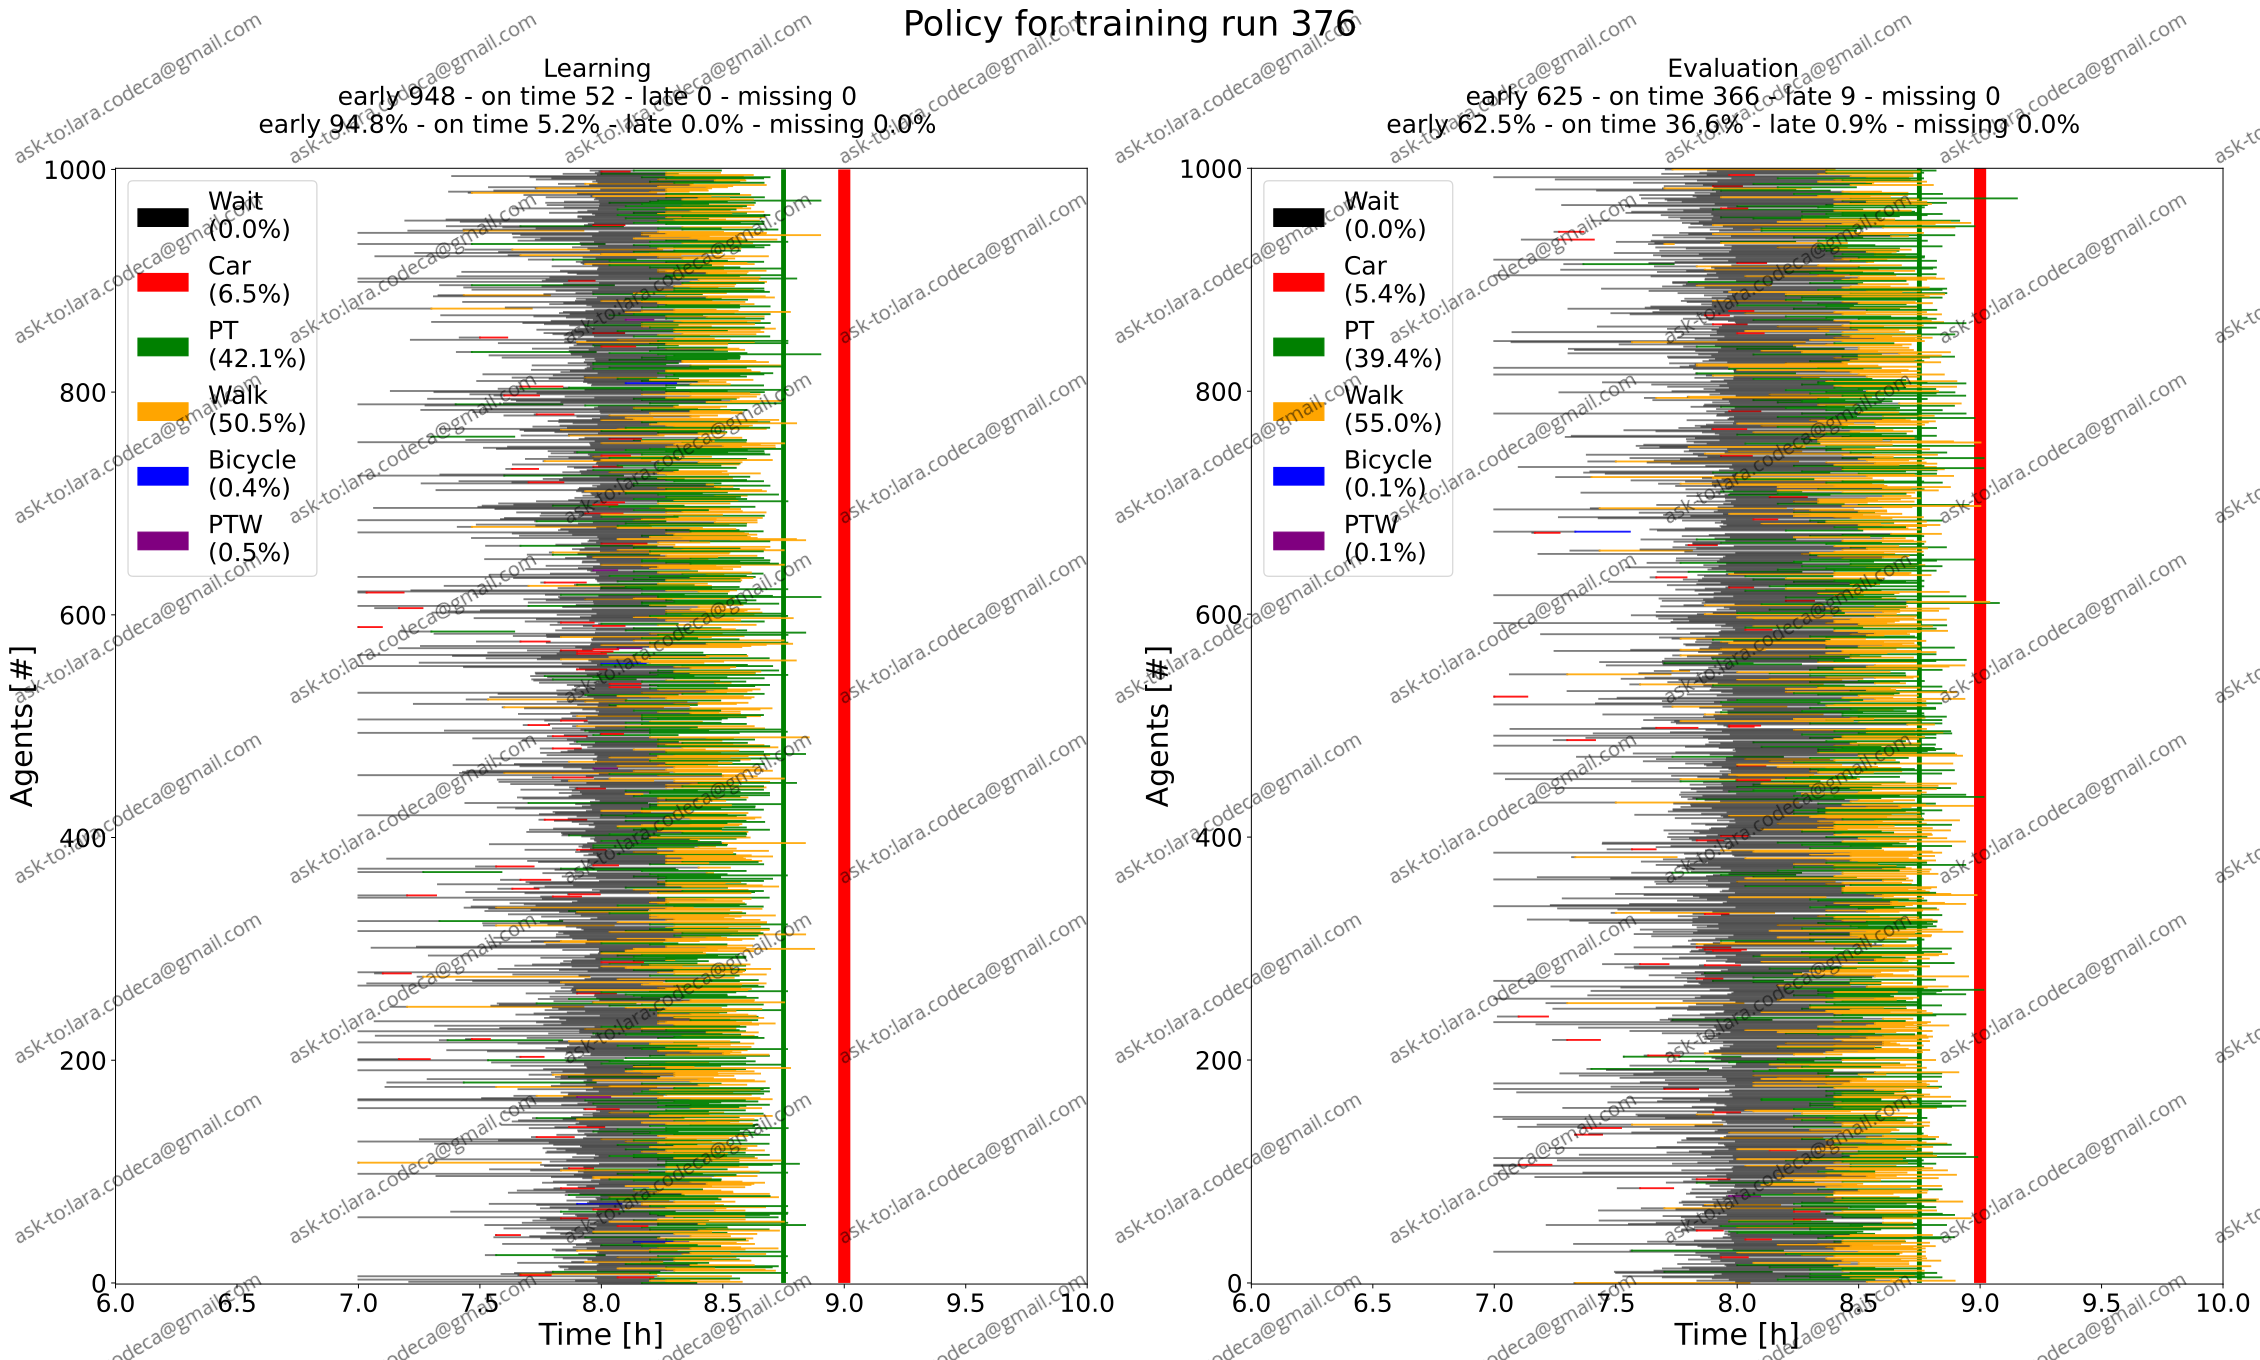 Policy for training run 376
Learning
early 948 - on time 52 - late 0 - missing 0
early 94.8% - on time 5.2% - late 0.0% - missing 0.0%
1000
800
600
400
200
0
Agents [#]
Wait
(0.0%)
Car
(6.5%)
PT
(42.1%)
Walk
(50.5%)
Bicycle
(0.4%)
PTW
(0.5%)
6.0 6.5 7.0 7.5 8.0 8.5 9.0 9.5 10.0
Time [h]
Evaluation
early 625 - on time 366 - late 9 - missing 0
early 62.5% - on time 36.6% - late 0.9% - missing 0.0%
1000
800
600
400
200
0
Agents [#]
Wait
(0.0%)
Car
(5.4%)
PT
(39.4%)
Walk
(55.0%)
Bicycle
(0.1%)
PTW
(0.1%)
6.0 6.5 7.0 7.5 8.0 8.5 9.0 9.5 10.0
Time [h]
ask-to:lara.codeca@gmail.com